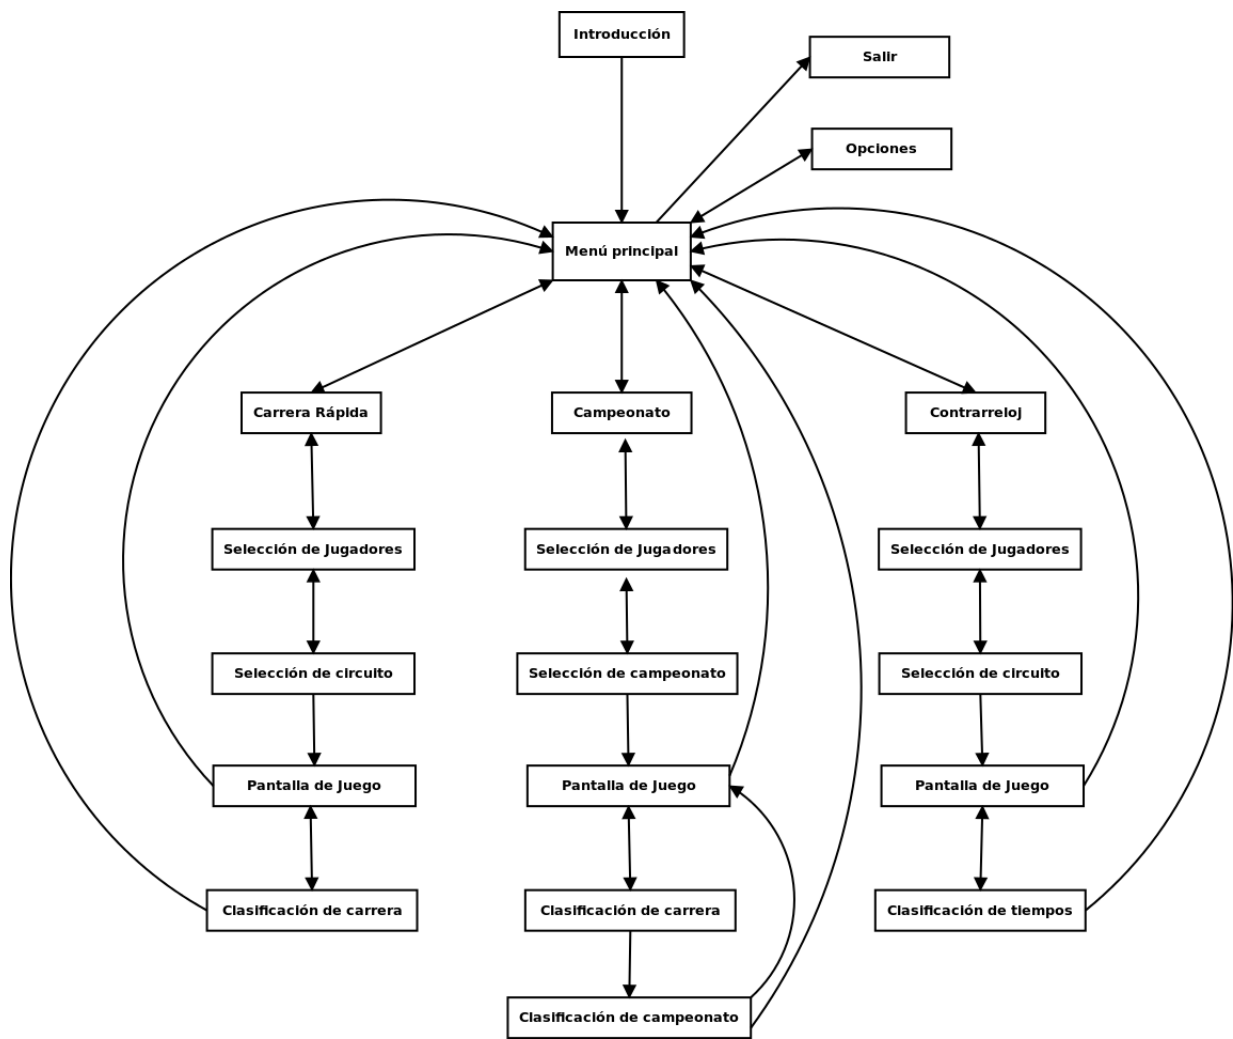 Introducción
Salir
Opciones
Menú principal
Carrera Rápida
Campeonato
Contrarreloj
Selección de Jugadores
Selección de Jugadores
Selección de Jugadores
Selección de circuito
Selección de campeonato
Selección de circuito
Pantalla de Juego
Pantalla de Juego
Pantalla de Juego
Clasificación de carrera
Clasificación de carrera
Clasificación de tiempos
Clasificación de campeonato